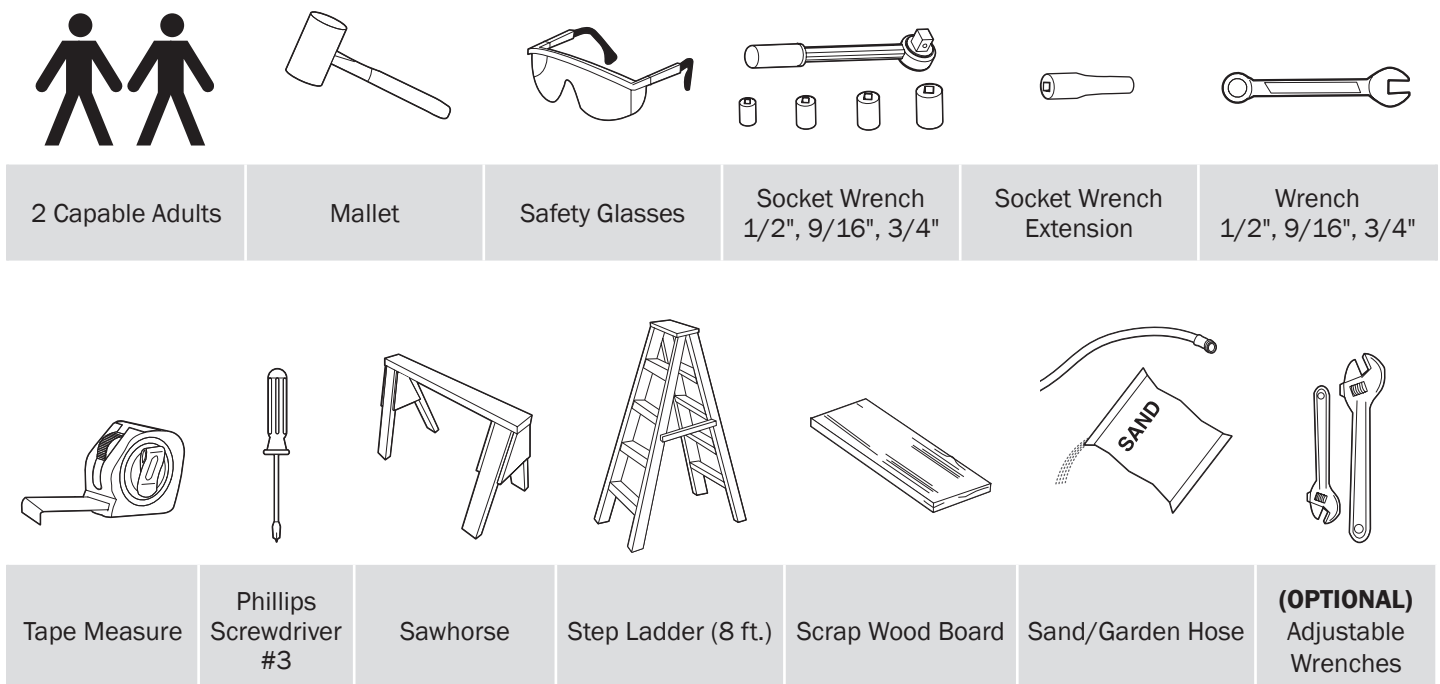 2 Capable Adults
Mallet
Safety Glasses
Socket Wrench
1/2", 9/16", 3/4"
Socket Wrench
Extension
Wrench
1/2", 9/16", 3/4"
SAND
Tape Measure
Phillips
Screwdriver
#3
Sawhorse
Step Ladder (8 ft.)
Scrap Wood Board
Sand/Garden Hose
(OPTIONAL)
Adjustable
Wrenches